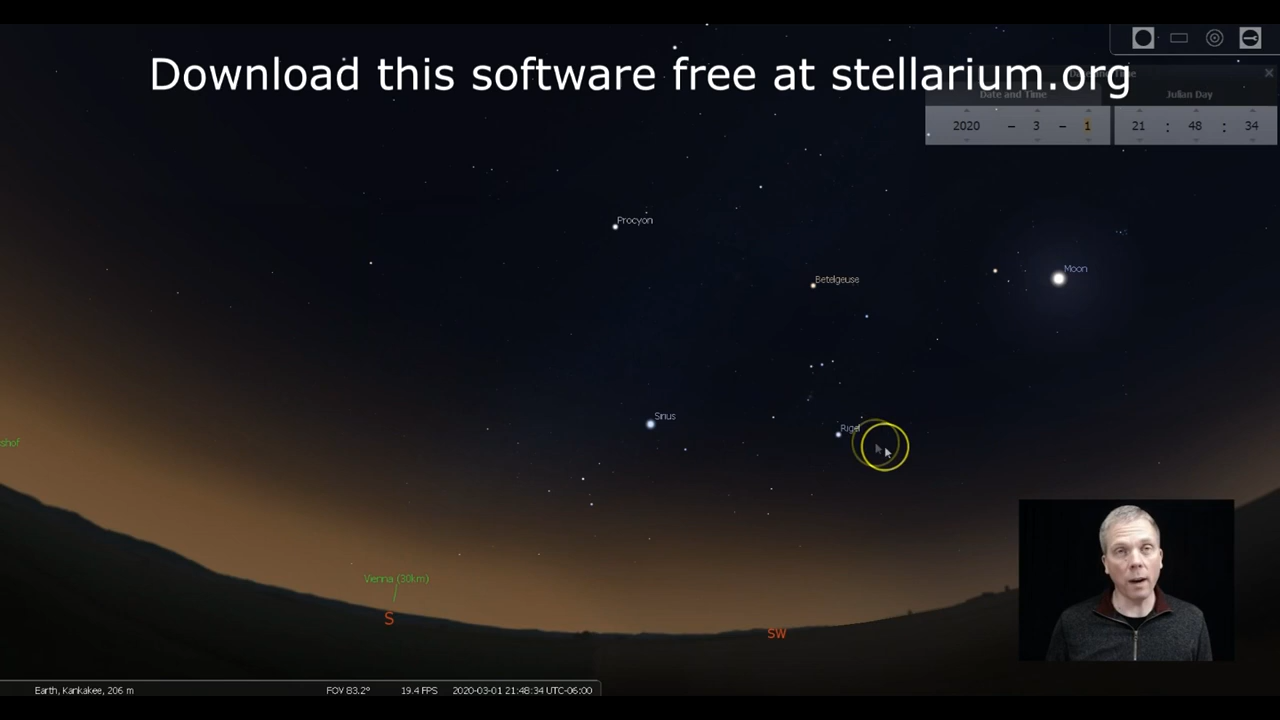 Download this software free at stellarium.org
Date and Time
Julian Day
2020 – 3 – 1
21 : 48 : 34
Procyon
Betelgeuse
Moon
Sirius
Rigel
shof
Vienna (30km)
S
SW
Earth, Kankakee, 206 m
FOV 83.2°
19.4 FPS
2020-03-01 21:48:34 UTC-06:00